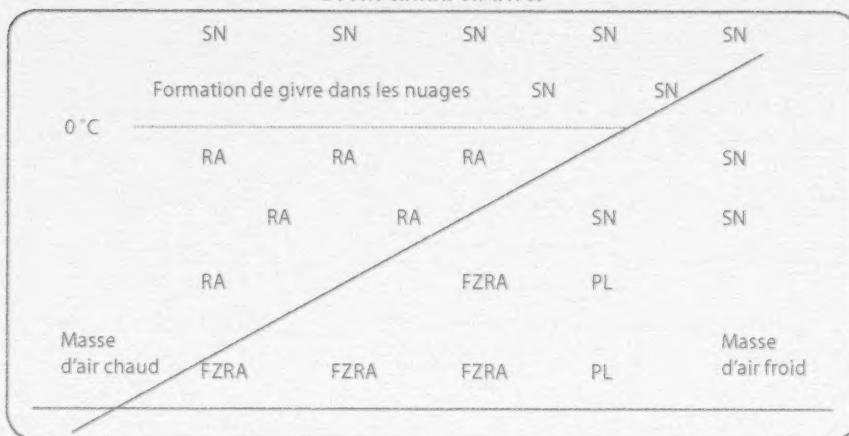 SN SN SN SN SN
Formation de givre dans les nuages SN SN
0 °C
RA RA RA SN
RA RA SN SN
RA FZRA PL
Masse
d'air chaud
Masse
d'air froid
FZRA FZRA FZRA PL